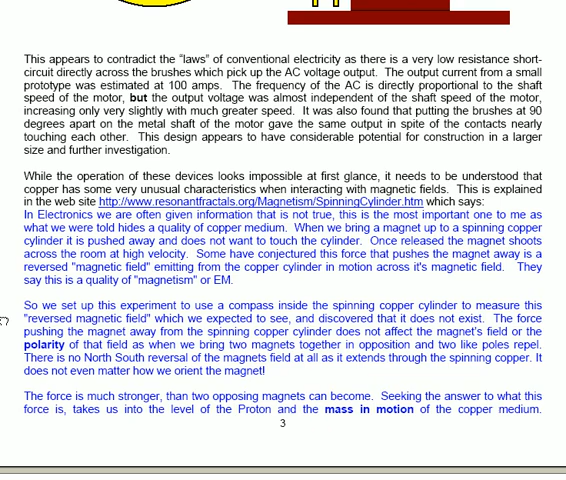 This appears to contradict the “laws” of conventional electricity as there is a very low resistance short-
circuit directly across the brushes which pick up the AC voltage output. The output current from a small
prototype was estimated at 100 amps. The frequency of the AC is directly proportional to the shaft
speed of the motor, but the output voltage was almost independent of the shaft speed of the motor,
increasing only very slightly with much greater speed. It was also found that putting the brushes at 90
degrees apart on the metal shaft of the motor gave the same output in spite of the contacts nearly
touching each other. This design appears to have considerable potential for construction in a larger
size and further investigation.
While the operation of these devices looks impossible at first glance, it needs to be understood that
copper has some very unusual characteristics when interacting with magnetic fields. This is explained
in the web site http://www.resonantfractals.org/Magnetism/SpinningCylinder.htm which says:
In Electronics we are often given information that is not true, this is the most important one to me as
what we were told hides a quality of copper medium. When we bring a magnet up to a spinning copper
cylinder it is pushed away and does not want to touch the cylinder. Once released the magnet shoots
across the room at high velocity. Some have conjectured this force that pushes the magnet away is a
reversed "magnetic field" emitting from the copper cylinder in motion across it's magnetic field. They
say this is a quality of "magnetism" or EM.
So we set up this experiment to use a compass inside the spinning copper cylinder to measure this
"reversed magnetic field" which we expected to see, and discovered that it does not exist. The force
pushing the magnet away from the spinning copper cylinder does not affect the magnet's field or the
polarity of that field as when we bring two magnets together in opposition and two like poles repel.
There is no North South reversal of the magnets field at all as it extends through the spinning copper. It
does not even matter how we orient the magnet!
The force is much stronger, than two opposing magnets can become. Seeking the answer to what this
force is, takes us into the level of the Proton and the mass in motion of the copper medium.
3